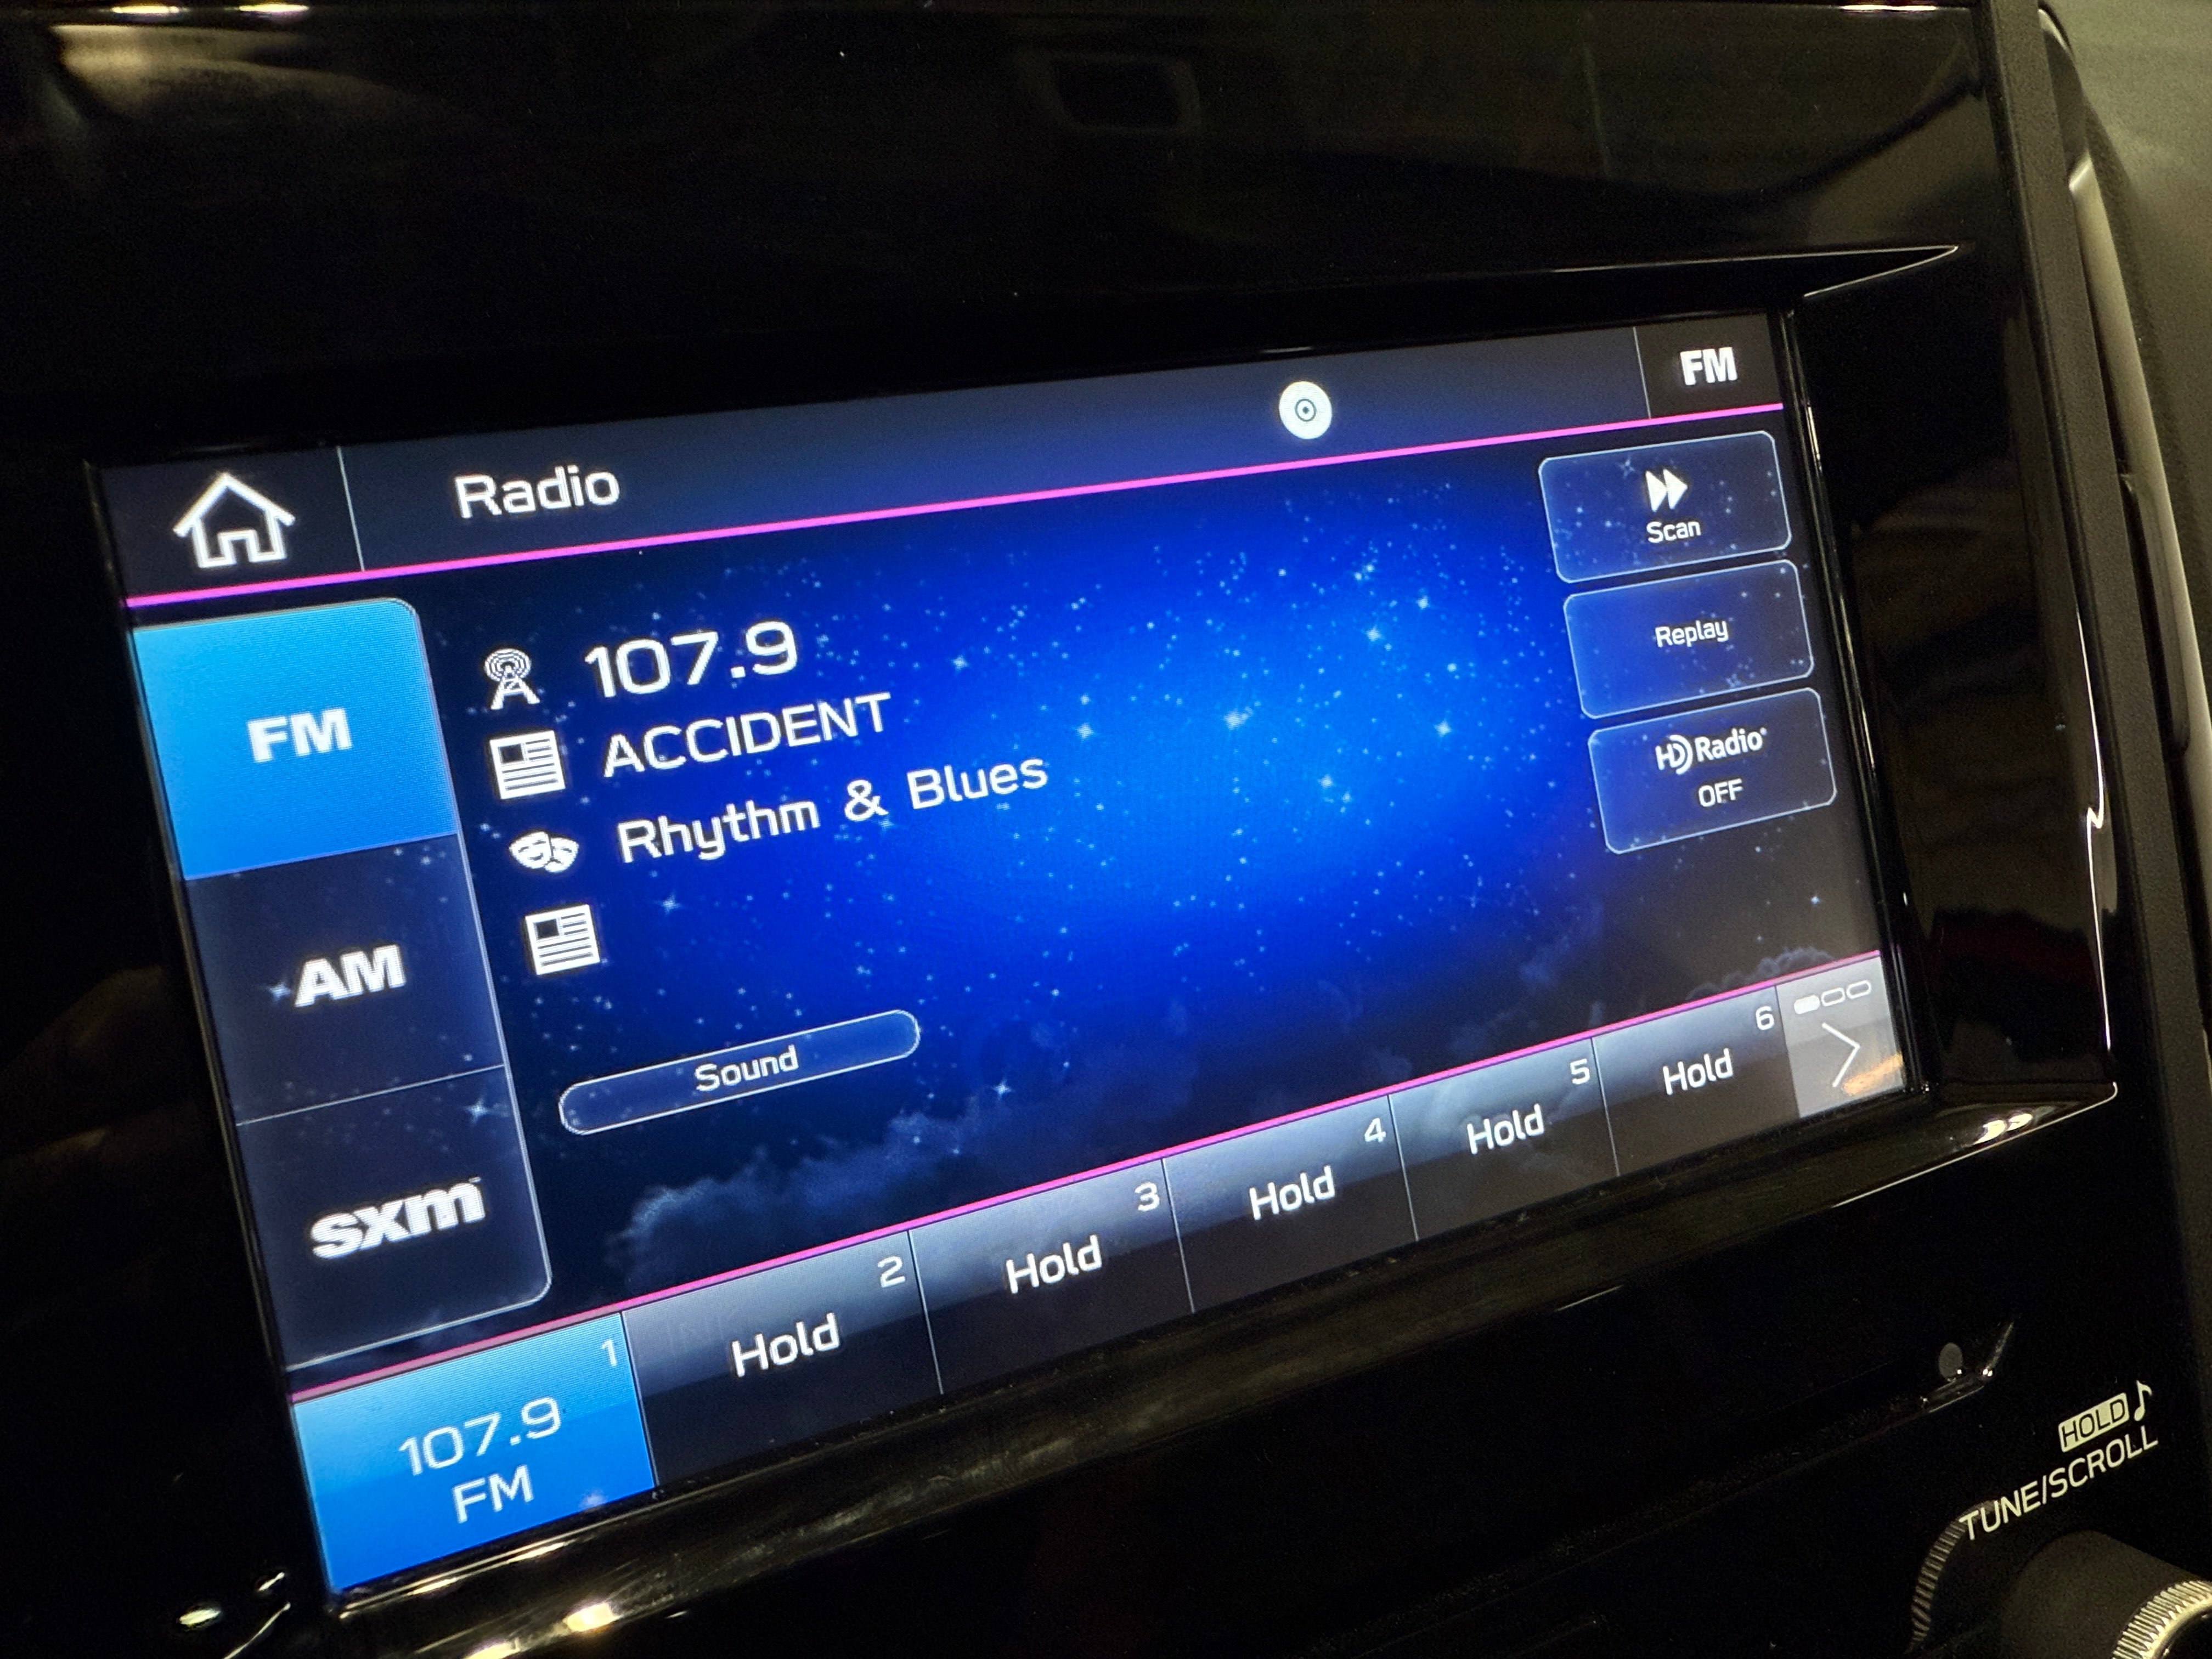 Radio
FM
Scan
Replay
HD Radio®
OFF
FM
AM
sxm
107.9
ACCIDENT
Rhythm & Blues
Sound
1
107.9
FM
2
Hold
3
Hold
4
Hold
5
Hold
6
Hold
HOLD
TUNE/SCROLL